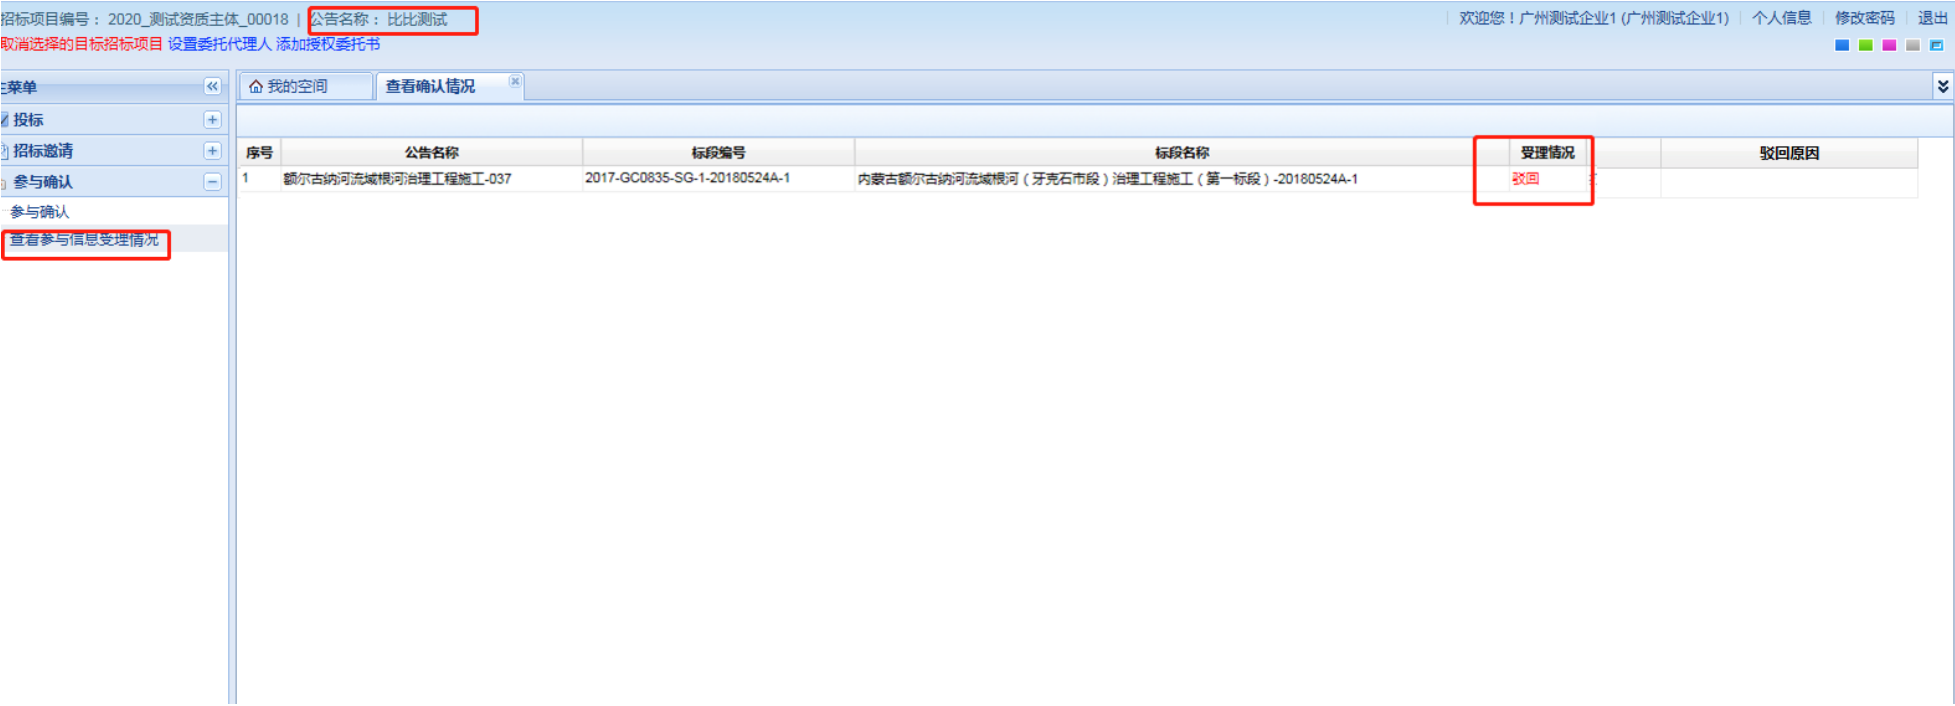 招标项目编号： 2020_测试资质主体_00018 | 公告名称： 比比测试
欢迎您！广州测试企业1 (广州测试企业1) 个人信息 修改密码 退出
取消选择的目标招标项目 设置委托代理人 添加授权委托书
主菜单
我的空间 查看确认情况
投标
招标邀请
参与确认
参与确认
查看参与信息受理情况
序号 公告名称 标段编号 标段名称 受理情况 驳回原因
1 额尔古纳河流域根河治理工程施工-037 2017-GC0835-SG-1-20180524A-1 内蒙古额尔古纳河流域根河（牙克石市段）治理工程施工（第一标段）-20180524A-1 驳回